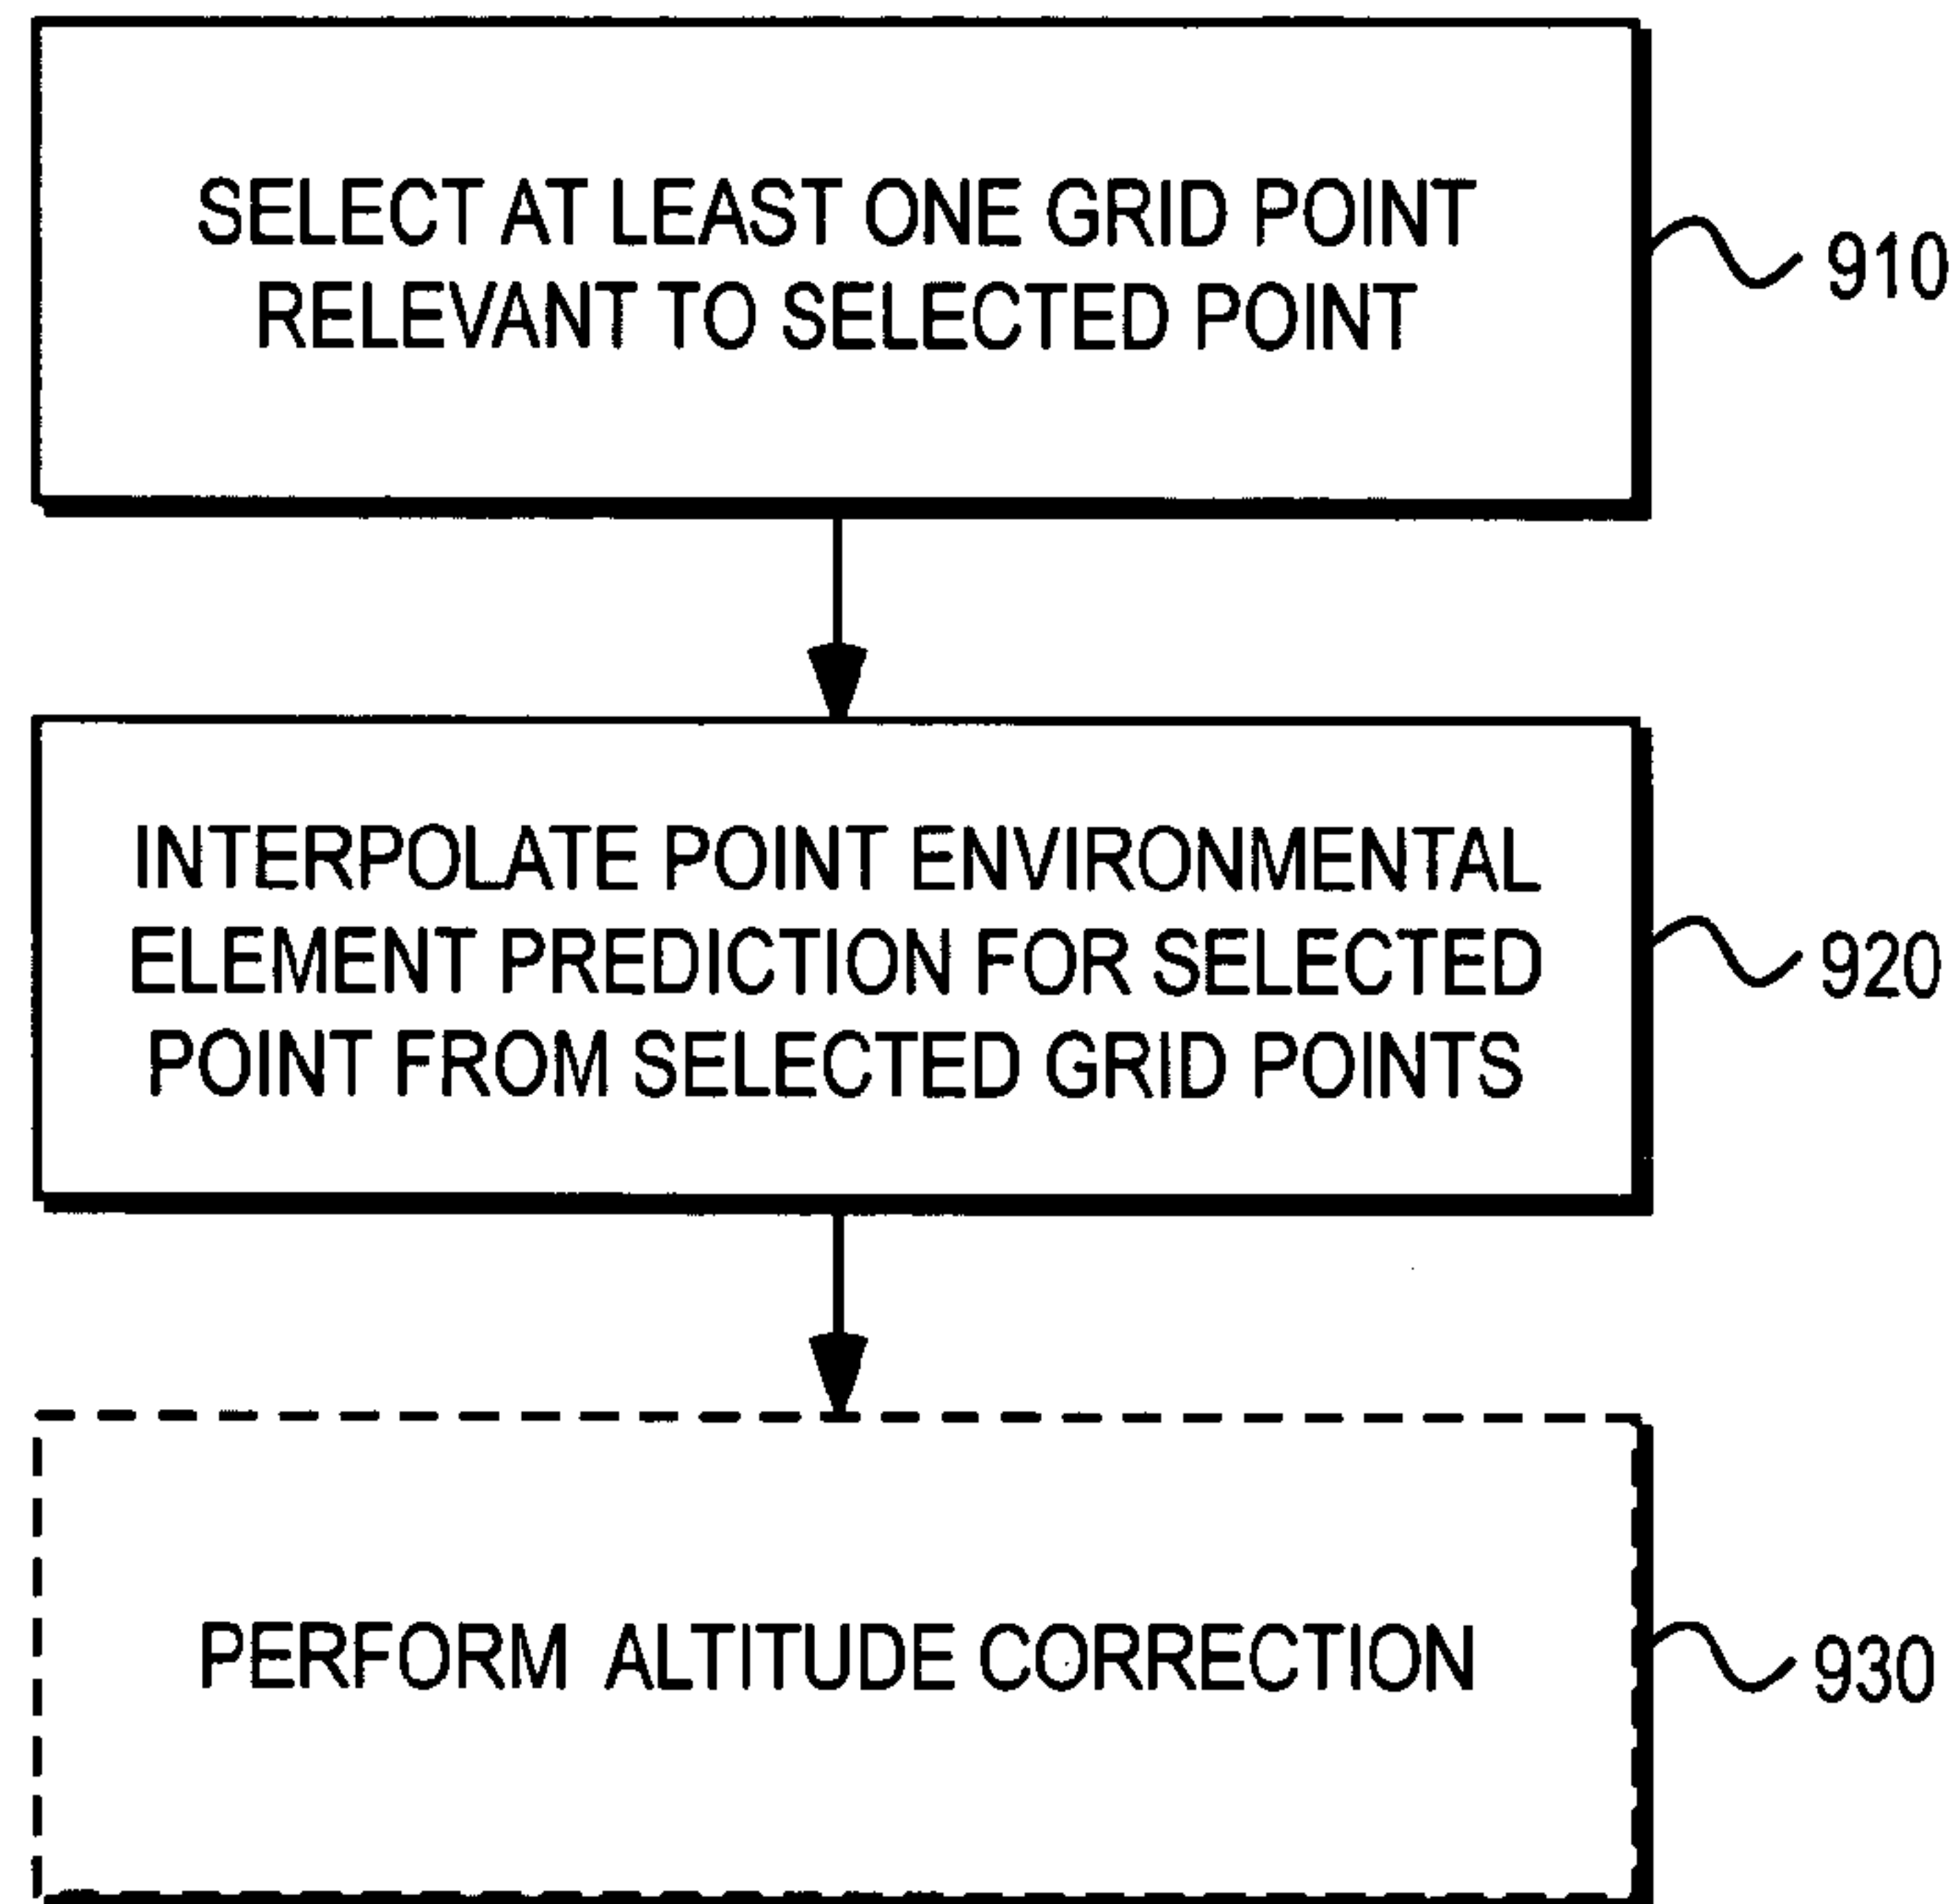 SELECT AT LEAST ONE GRID POINT
RELEVANT TO SELECTED POINT
910
INTERPOLATE POINT ENVIRONMENTAL
ELEMENT PREDICTION FOR SELECTED
POINT FROM SELECTED GRID POINTS
920
PERFORM ALTITUDE CORRECTION
930